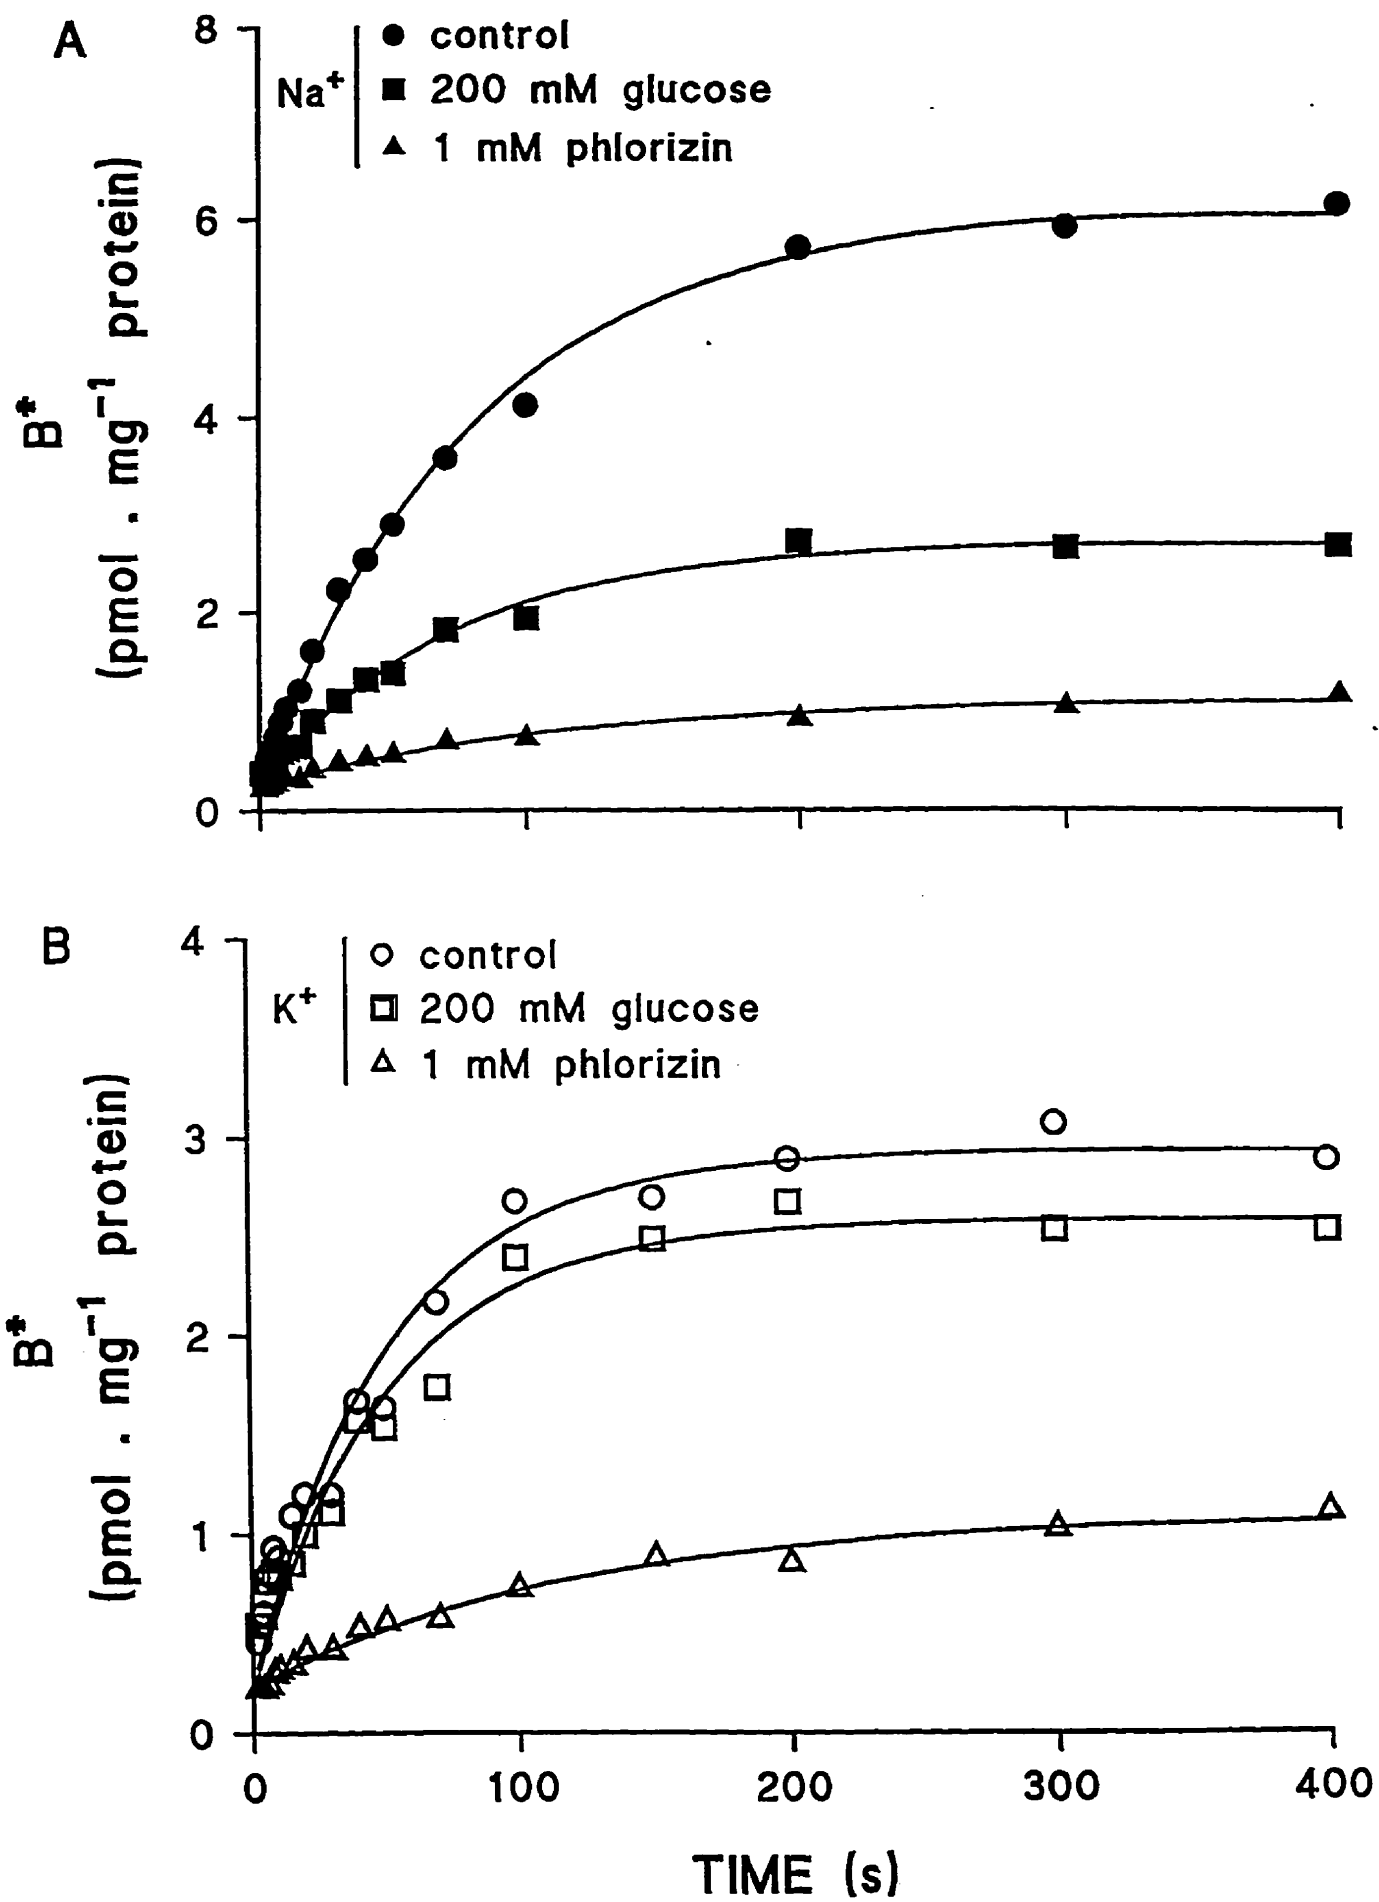 A
8
6
4
2
0
Na⁺
● control
■ 200 mM glucose
▲ 1 mM phlorizin
B*
(pmol . mg⁻¹ protein)
B
4
3
2
1
0
K⁺
○ control
□ 200 mM glucose
△ 1 mM phlorizin
B*
(pmol . mg⁻¹ protein)
0 100 200 300 400
TIME (s)